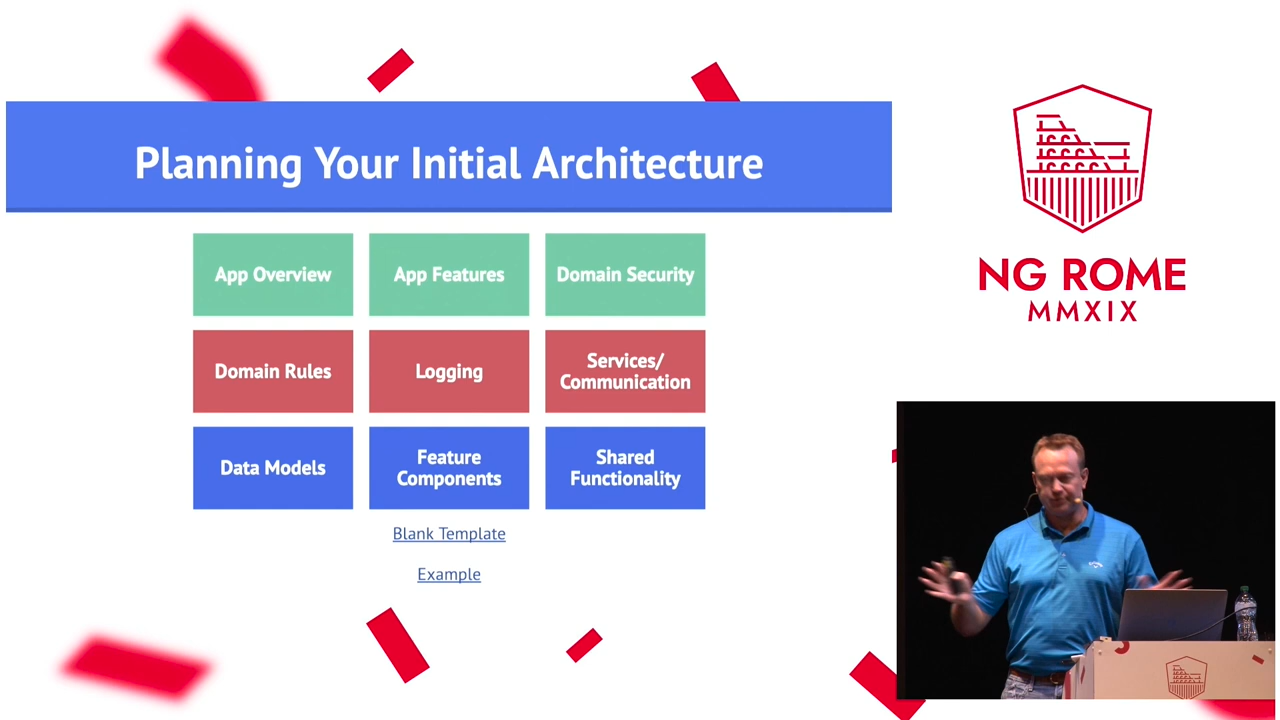 Planning Your Initial Architecture
App Overview
App Features
Domain Security
Domain Rules
Logging
Services/
Communication
Data Models
Feature
Components
Shared
Functionality
Blank Template
Example
NG ROME
MMXIX